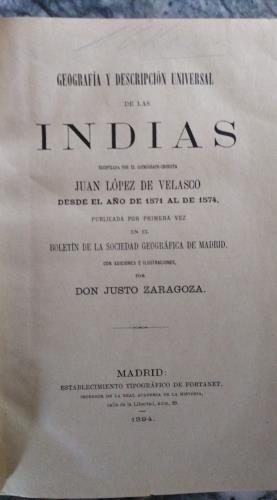 GEOGRAFÍA Y DESCRIPCIÓN UNIVERSAL
DE LAS
INDIAS
RECOPILADA POR EL COSMÓGRAFO-CRONISTA
JUAN LÓPEZ DE VELASCO
DESDE EL AÑO DE 1571 AL DE 1574,
PUBLICADA POR PRIMERA VEZ
EN EL
BOLETÍN DE LA SOCIEDAD GEOGRÁFICA DE MADRID,
CON ADICIONES É ILUSTRACIONES,
POR
DON JUSTO ZARAGOZA.
MADRID:
ESTABLECIMIENTO TIPOGRÁFICO DE FORTANET,
IMPRESOR DE LA REAL ACADEMIA DE LA HISTORIA,
calle de la Libertad, núm. 29.
1894.